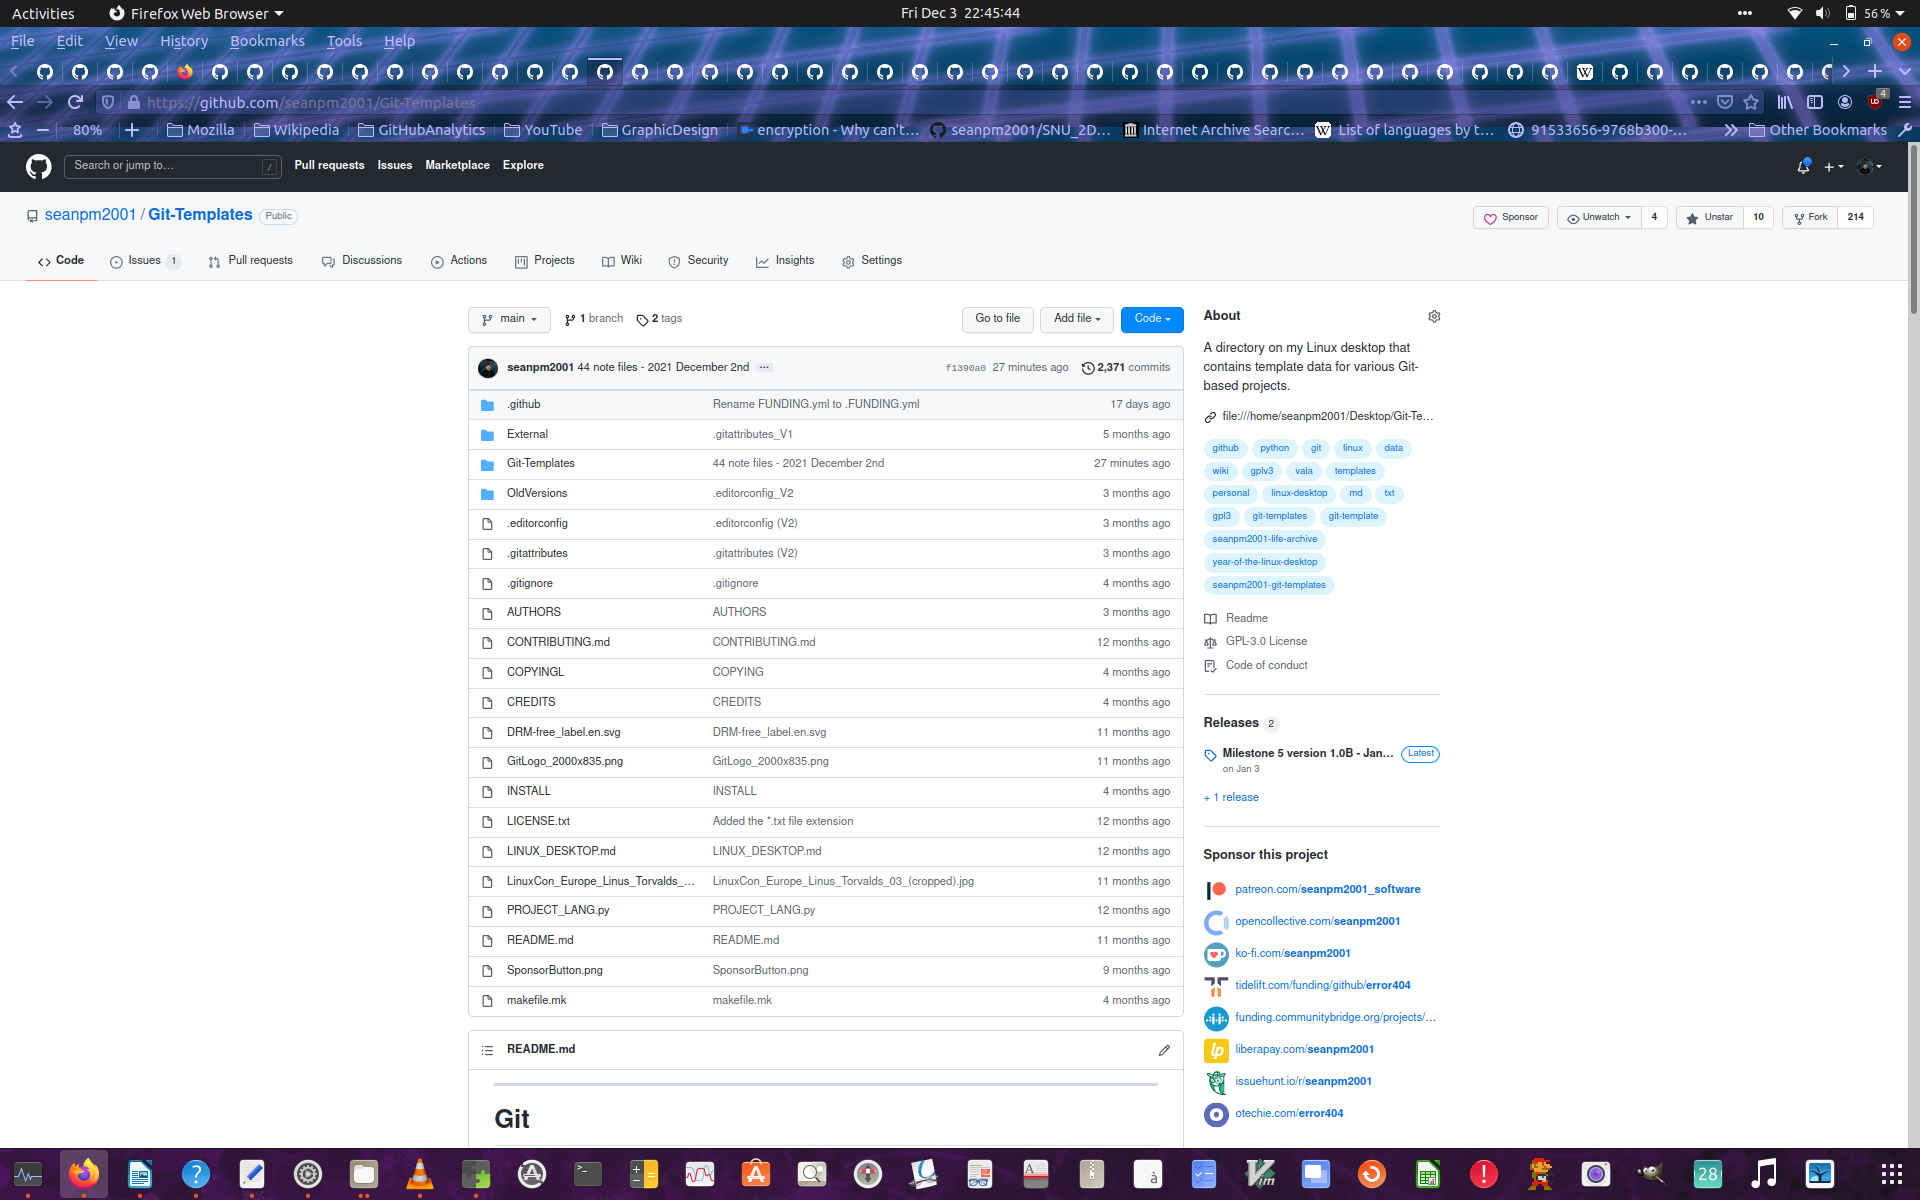 Activities
Firefox Web Browser
Fri Dec 3  22:45:44
56 %
File Edit View History Bookmarks Tools Help
https://github.com/seanpm2001/Git-Templates
4
80%
Mozilla
Wikipedia
GitHubAnalytics
YouTube
GraphicDesign
encryption - Why can't…
seanpm2001/SNU_2D…
Internet Archive Searc…
List of languages by t…
91533656-9768b300-…
Other Bookmarks
Search or jump to…
/
Pull requests Issues Marketplace Explore
seanpm2001 / Git-Templates Public
Sponsor
Unwatch 4
Unstar 10
Fork 214
Code
Issues 1
Pull requests
Discussions
Actions
Projects
Wiki
Security
Insights
Settings
main
1 branch
2 tags
Go to file
Add file
Code
seanpm2001 44 note files - 2021 December 2nd
f1390a0 27 minutes ago 2,371 commits
.github Rename FUNDING.yml to .FUNDING.yml 17 days ago
External .gitattributes_V1 5 months ago
Git-Templates 44 note files - 2021 December 2nd 27 minutes ago
OldVersions .editorconfig_V2 3 months ago
.editorconfig .editorconfig (V2) 3 months ago
.gitattributes .gitattributes (V2) 3 months ago
.gitignore .gitignore 4 months ago
AUTHORS AUTHORS 3 months ago
CONTRIBUTING.md CONTRIBUTING.md 12 months ago
COPYINGL COPYING 4 months ago
CREDITS CREDITS 4 months ago
DRM-free_label.en.svg DRM-free_label.en.svg 11 months ago
GitLogo_2000x835.png GitLogo_2000x835.png 11 months ago
INSTALL INSTALL 4 months ago
LICENSE.txt Added the *.txt file extension 12 months ago
LINUX_DESKTOP.md LINUX_DESKTOP.md 12 months ago
LinuxCon_Europe_Linus_Torvalds_… LinuxCon_Europe_Linus_Torvalds_03_(cropped).jpg 11 months ago
PROJECT_LANG.py PROJECT_LANG.py 12 months ago
README.md README.md 11 months ago
SponsorButton.png SponsorButton.png 9 months ago
makefile.mk makefile.mk 4 months ago
README.md
Git
About
A directory on my Linux desktop that
contains template data for various Git-
based projects.
file:///home/seanpm2001/Desktop/Git-Te…
github python git linux data
wiki gplv3 vala templates
personal linux-desktop md txt
gpl3 git-templates git-template
seanpm2001-life-archive
year-of-the-linux-desktop
seanpm2001-git-templates
Readme
GPL-3.0 License
Code of conduct
Releases 2
Milestone 5 version 1.0B - Jan… Latest
on Jan 3
+ 1 release
Sponsor this project
patreon.com/seanpm2001_software
opencollective.com/seanpm2001
ko-fi.com/seanpm2001
tidelift.com/funding/github/error404
funding.communitybridge.org/projects/…
liberapay.com/seanpm2001
issuehunt.io/r/seanpm2001
otechie.com/error404
28